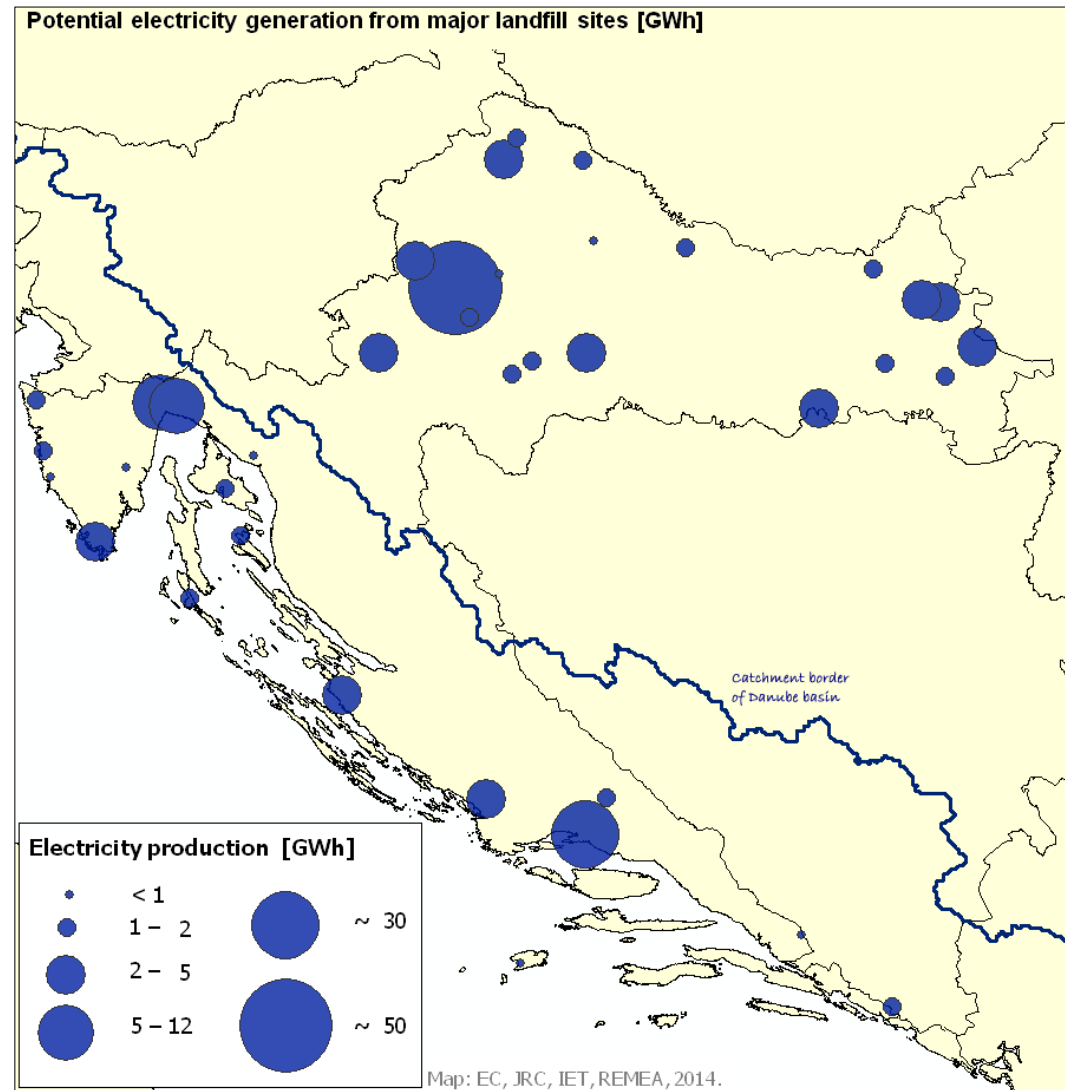 Potential electricity generation from major landfill sites [GWh]
Catchment border
of Danube basin
Electricity production [GWh]
< 1
1 – 2
2 – 5
5 – 12
~ 30
~ 50
Map: EC, JRC, IET, REMEA, 2014.